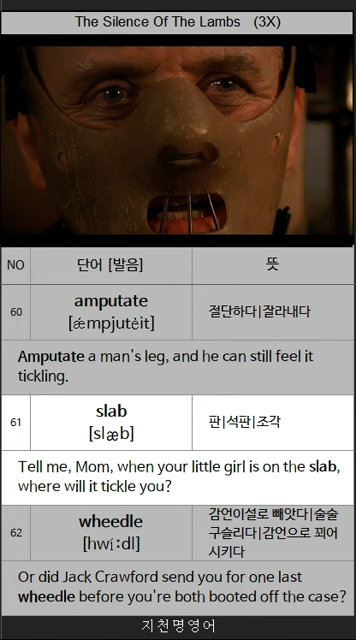 The Silence Of The Lambs (3X)
NO 단어 [발음] 뜻
60 amputate
[ǽmpjutèit] 절단하다|잘라내다
Amputate a man's leg, and he can still feel it
tickling.
61 slab
[slæb] 판|석판|조각
Tell me, Mom, when your little girl is on the slab,
where will it tickle you?
62 wheedle
[hwíːdl] 감언이설로 빼앗다|술술
구슬리다|감언으로 꾀어
시키다
Or did Jack Crawford send you for one last
wheedle before you're both booted off the case?
지천명영어